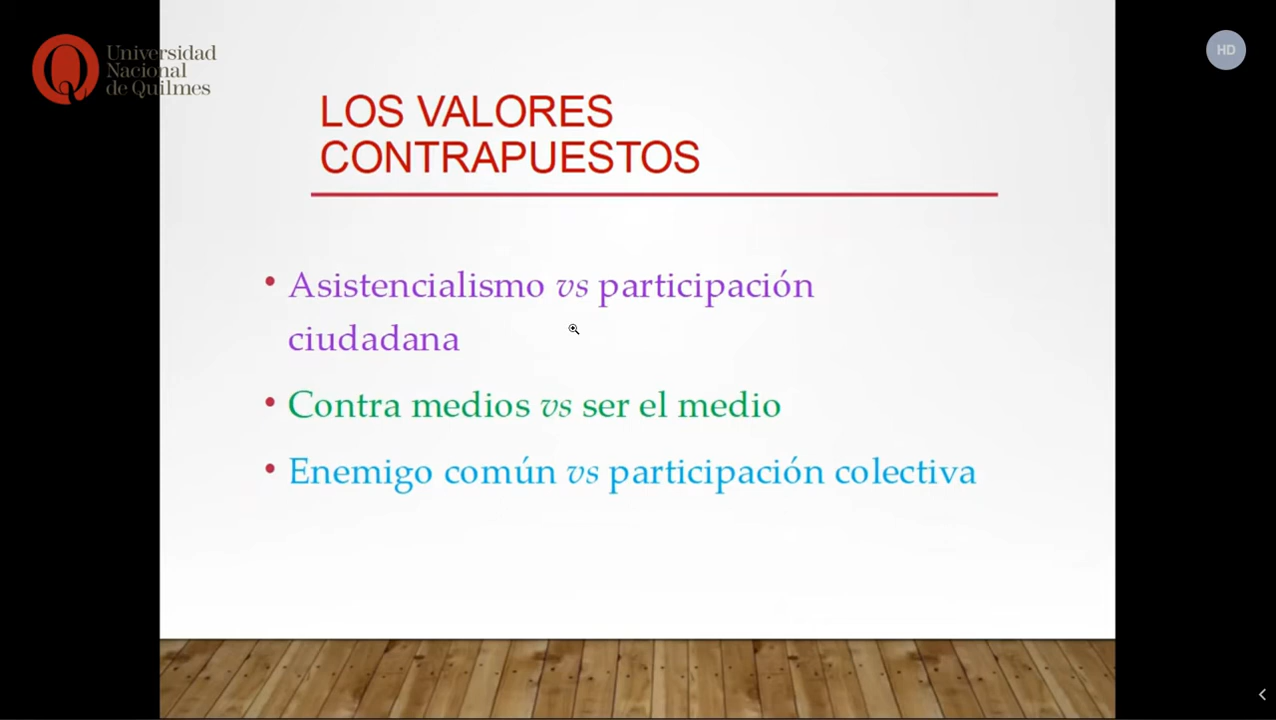 Universidad
Nacional
de Quilmes
HD
LOS VALORES
CONTRAPUESTOS
• Asistencialismo vs participación
ciudadana
• Contra medios vs ser el medio
• Enemigo común vs participación colectiva